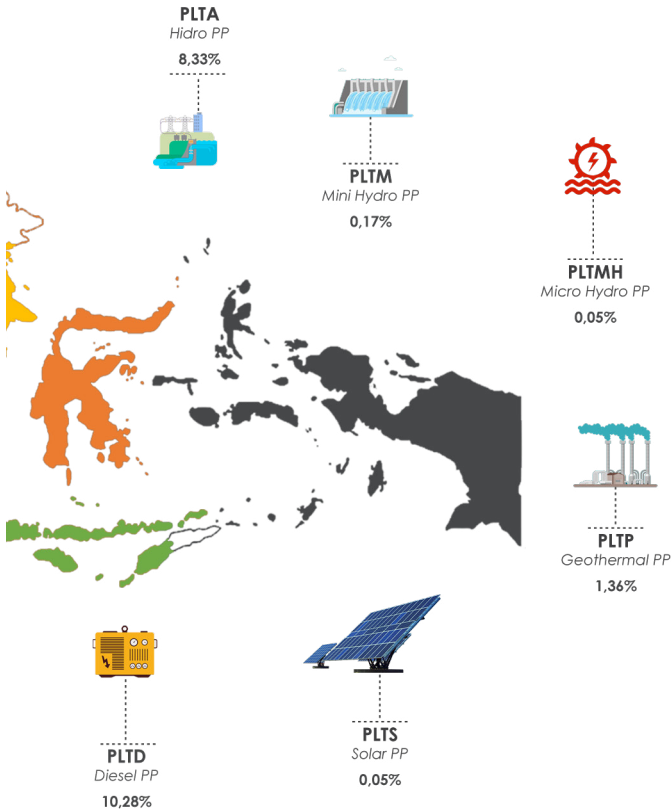 PLTA
Hidro PP
8,33%
PLTM
Mini Hydro PP
0,17%
PLTMH
Micro Hydro PP
0,05%
PLTP
Geothermal PP
1,36%
PLTS
Solar PP
0,05%
PLTD
Diesel PP
10,28%